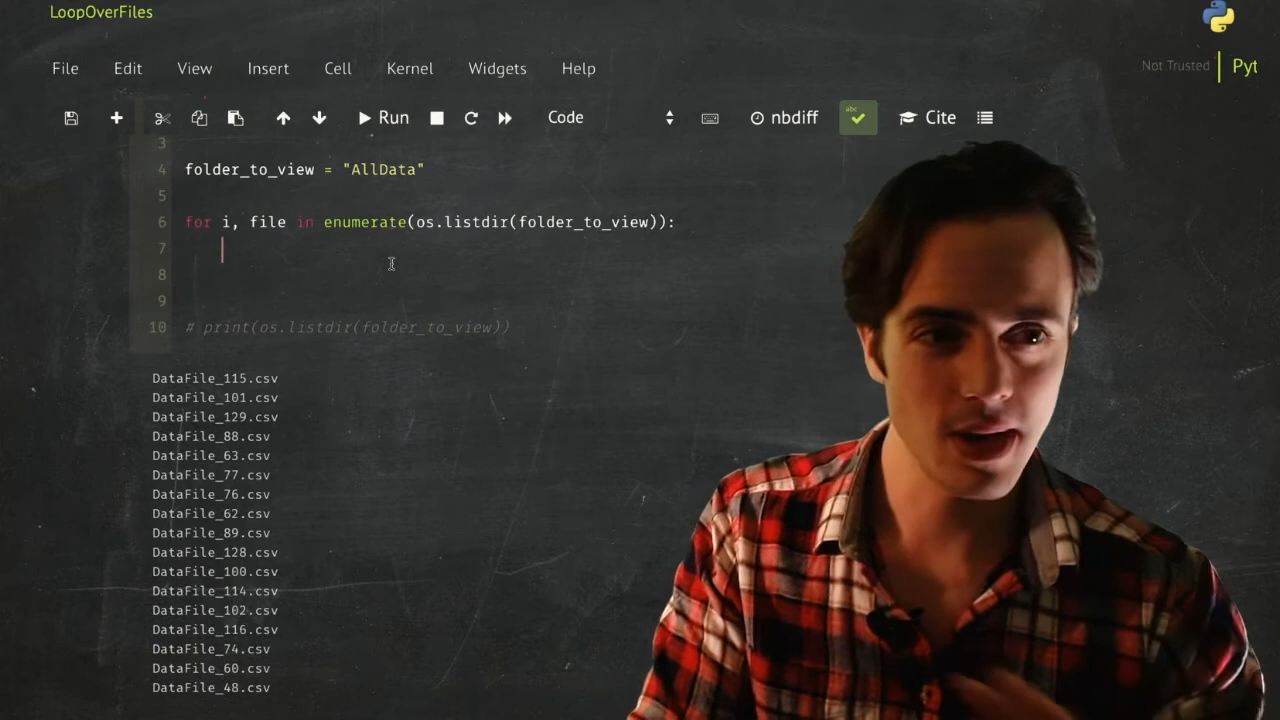 LoopOverFiles
File Edit View Insert Cell Kernel Widgets Help
Not Trusted Pyt
Run Code nbdiff abc Cite
3
4 folder_to_view = "AllData"
5
6 for i, file in enumerate(os.listdir(folder_to_view)):
7
8
9
10 # print(os.listdir(folder_to_view))
DataFile_115.csv
DataFile_101.csv
DataFile_129.csv
DataFile_88.csv
DataFile_63.csv
DataFile_77.csv
DataFile_76.csv
DataFile_62.csv
DataFile_89.csv
DataFile_128.csv
DataFile_100.csv
DataFile_114.csv
DataFile_102.csv
DataFile_116.csv
DataFile_74.csv
DataFile_60.csv
DataFile_48.csv